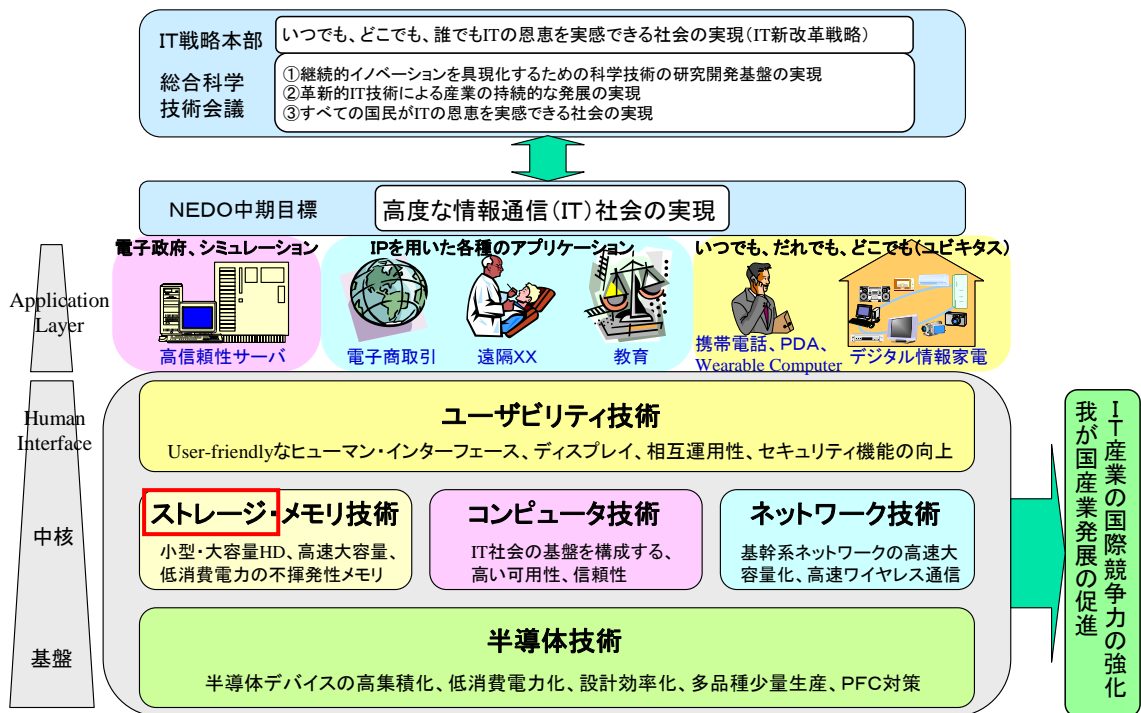 IT戦略本部
いつでも、どこでも、誰でもITの恩恵を実感できる社会の実現(IT新改革戦略)
総合科学
技術会議
①継続的イノベーションを具現化するための科学技術の研究開発基盤の実現
②革新的IT技術による産業の持続的な発展の実現
③すべての国民がITの恩恵を実感できる社会の実現
NEDO中期目標
高度な情報通信(IT)社会の実現
Application
Layer
電子政府、シミュレーション
高信頼性サーバ
IPを用いた各種のアプリケーション
電子商取引
遠隔XX
教育
いつでも、だれでも、どこでも(ユビキタス)
携帯電話、PDA、
Wearable Computer
デジタル情報家電
Human
Interface
ユーザビリティ技術
User-friendlyなヒューマン・インターフェース、ディスプレイ、相互運用性、セキュリティ機能の向上
中核
ストレージ・メモリ技術
小型・大容量HD、高速大容量、
低消費電力の不揮発性メモリ
コンピュータ技術
IT社会の基盤を構成する、
高い可用性、信頼性
ネットワーク技術
基幹系ネットワークの高速大
容量化、高速ワイヤレス通信
基盤
半導体技術
半導体デバイスの高集積化、低消費電力化、設計効率化、多品種少量生産、PFC対策
IT産業の国際競争力の強化
我が国産業発展の促進